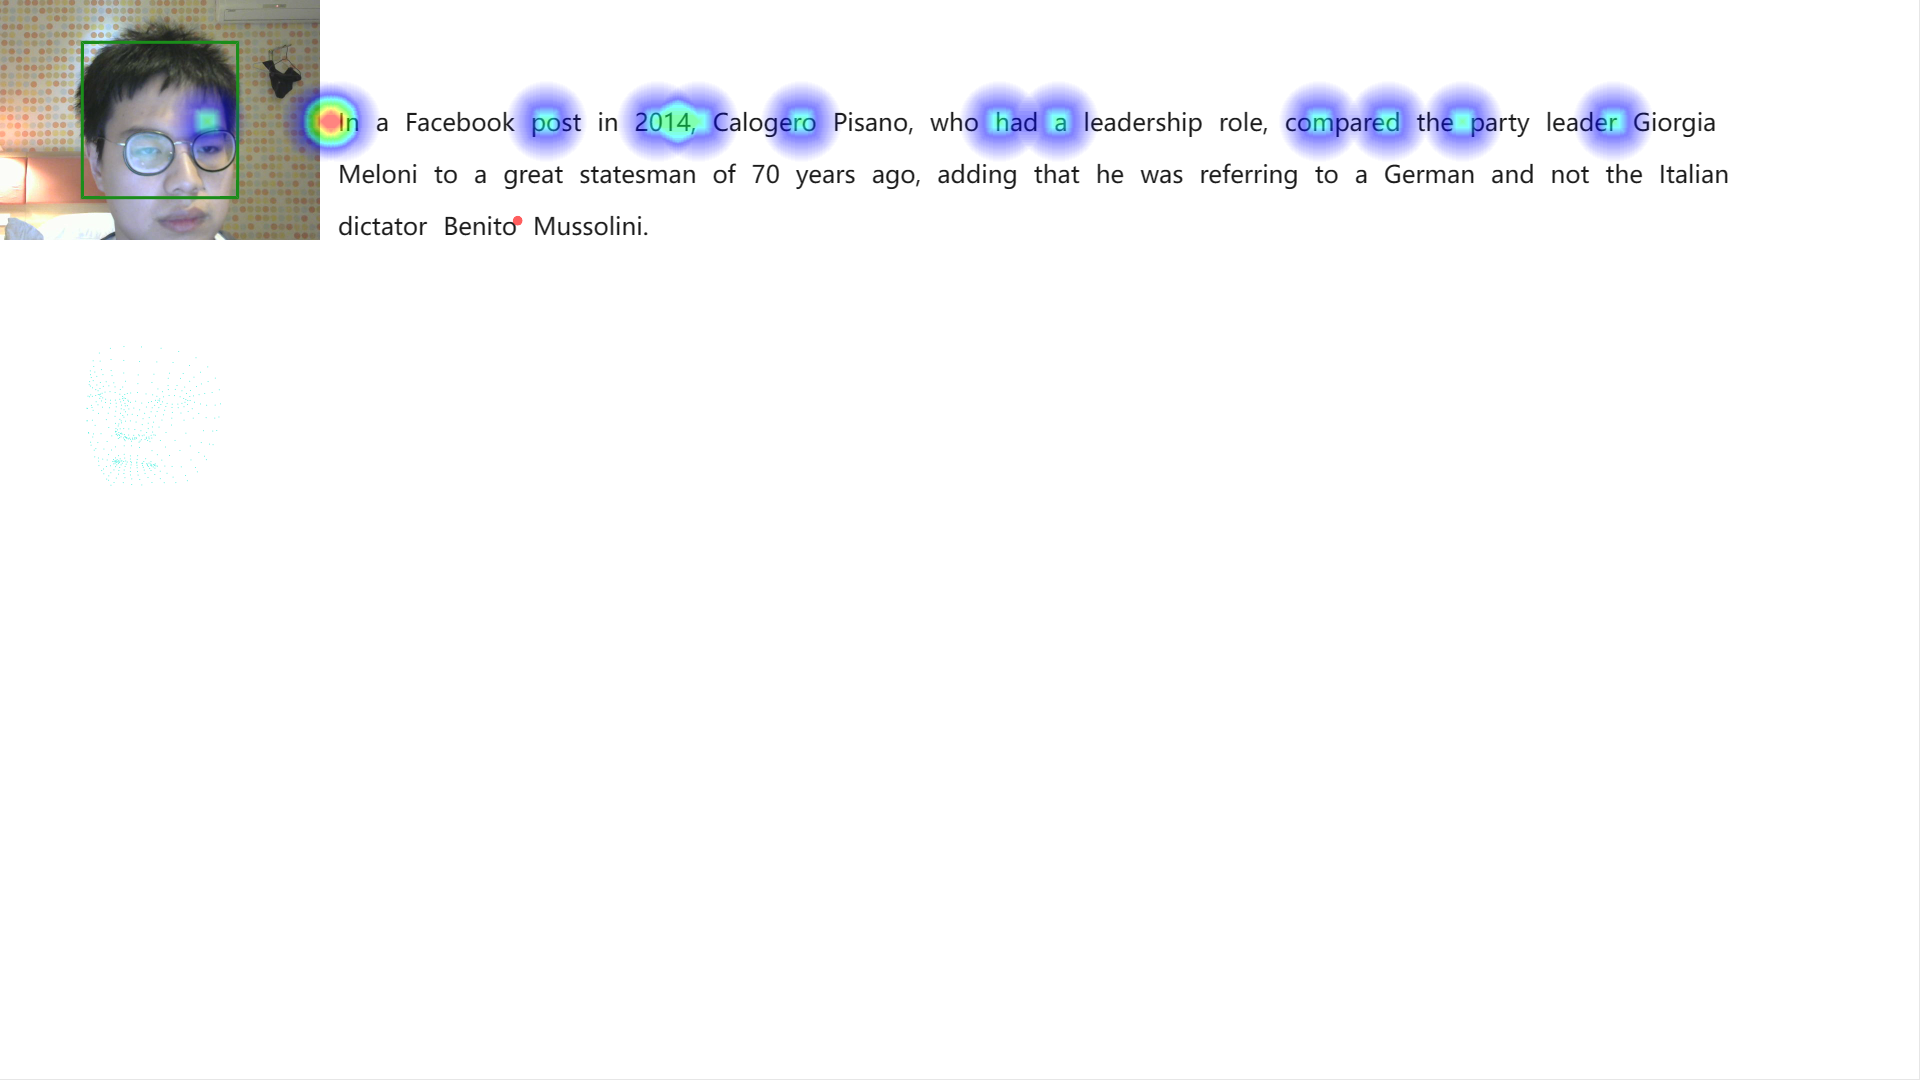 In a Facebook post in 2014, Calogero Pisano, who had a leadership role, compared the party leader Giorgia
Meloni to a great statesman of 70 years ago, adding that he was referring to a German and not the Italian
dictator Benito Mussolini.